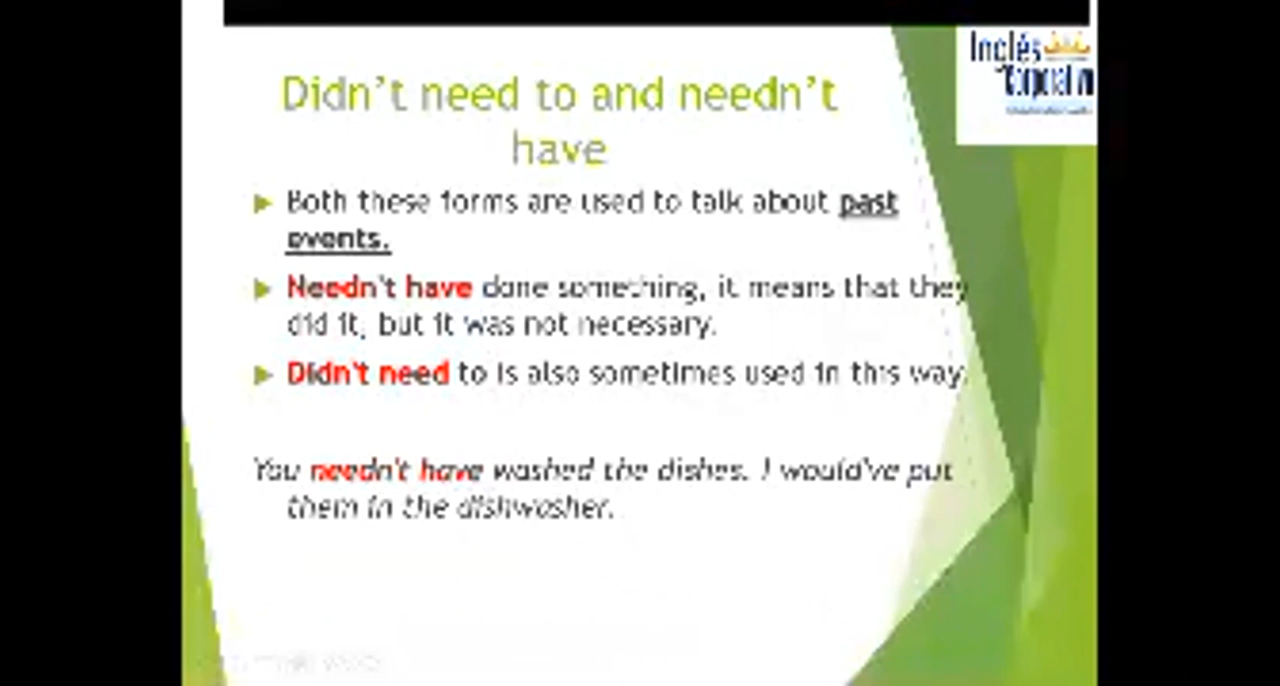 Inglés
Corporativo
Didn't need to and needn't
have
Both these forms are used to talk about past
events.
Needn't have done something, it means that they
did it, but it was not necessary.
Didn't need to is also sometimes used in this way.
You needn't have washed the dishes. I would've put
them in the dishwasher.